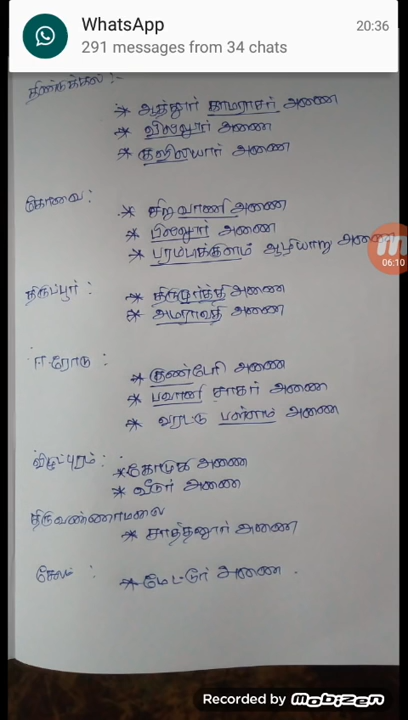 WhatsApp 20:36
291 messages from 34 chats
திண்டுக்கல் :-
* ஆத்தூர் காமராசர் அணை
* அணை
* அணை
கோவை :
* சிறுவாணி அணை
* பில்லூர் அணை
* பரம்பிக்குளம் ஆழியாறு அணை
06:10
திருப்பூர் :
* திருமூர்த்தி அணை
* அமராவதி அணை
ஈரோடு :
* குண்டேரி அணை
* பவானி சாகர் அணை
* வரட்டு பள்ளம் அணை
விழுப்புரம் :
* அணை
* வீடூர் அணை
திருவண்ணாமலை
* சாத்தனூர் அணை
சேலம் :
* மேட்டூர் அணை .
Recorded by mobizen